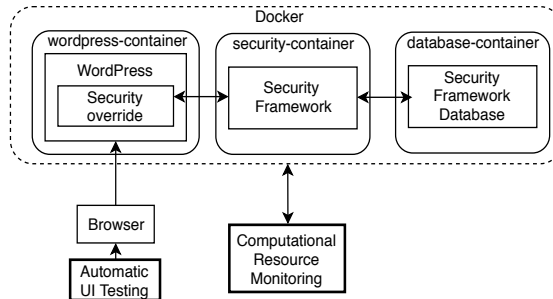 Docker
wordpress-container
security-container
database-container
WordPress
Security
override
Security
Framework
Security
Framework
Database
Browser
Automatic
UI Testing
Computational
Resource
Monitoring